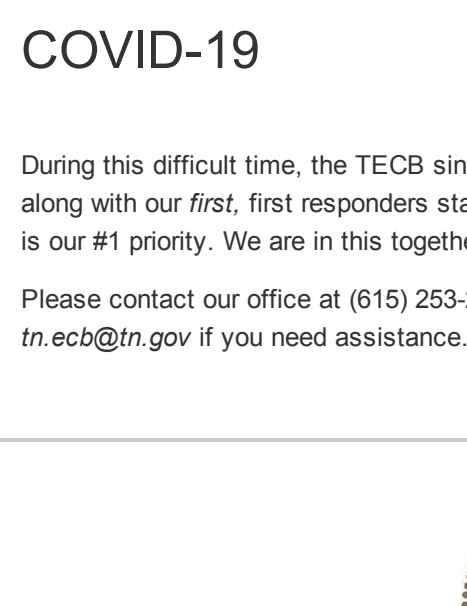 COVID-19
During this difficult time, the TECB
along with our first, first responders
is our #1 priority. We are in this
Please contact our office at (615)
tn.ecb@tn.gov if you need assistance.